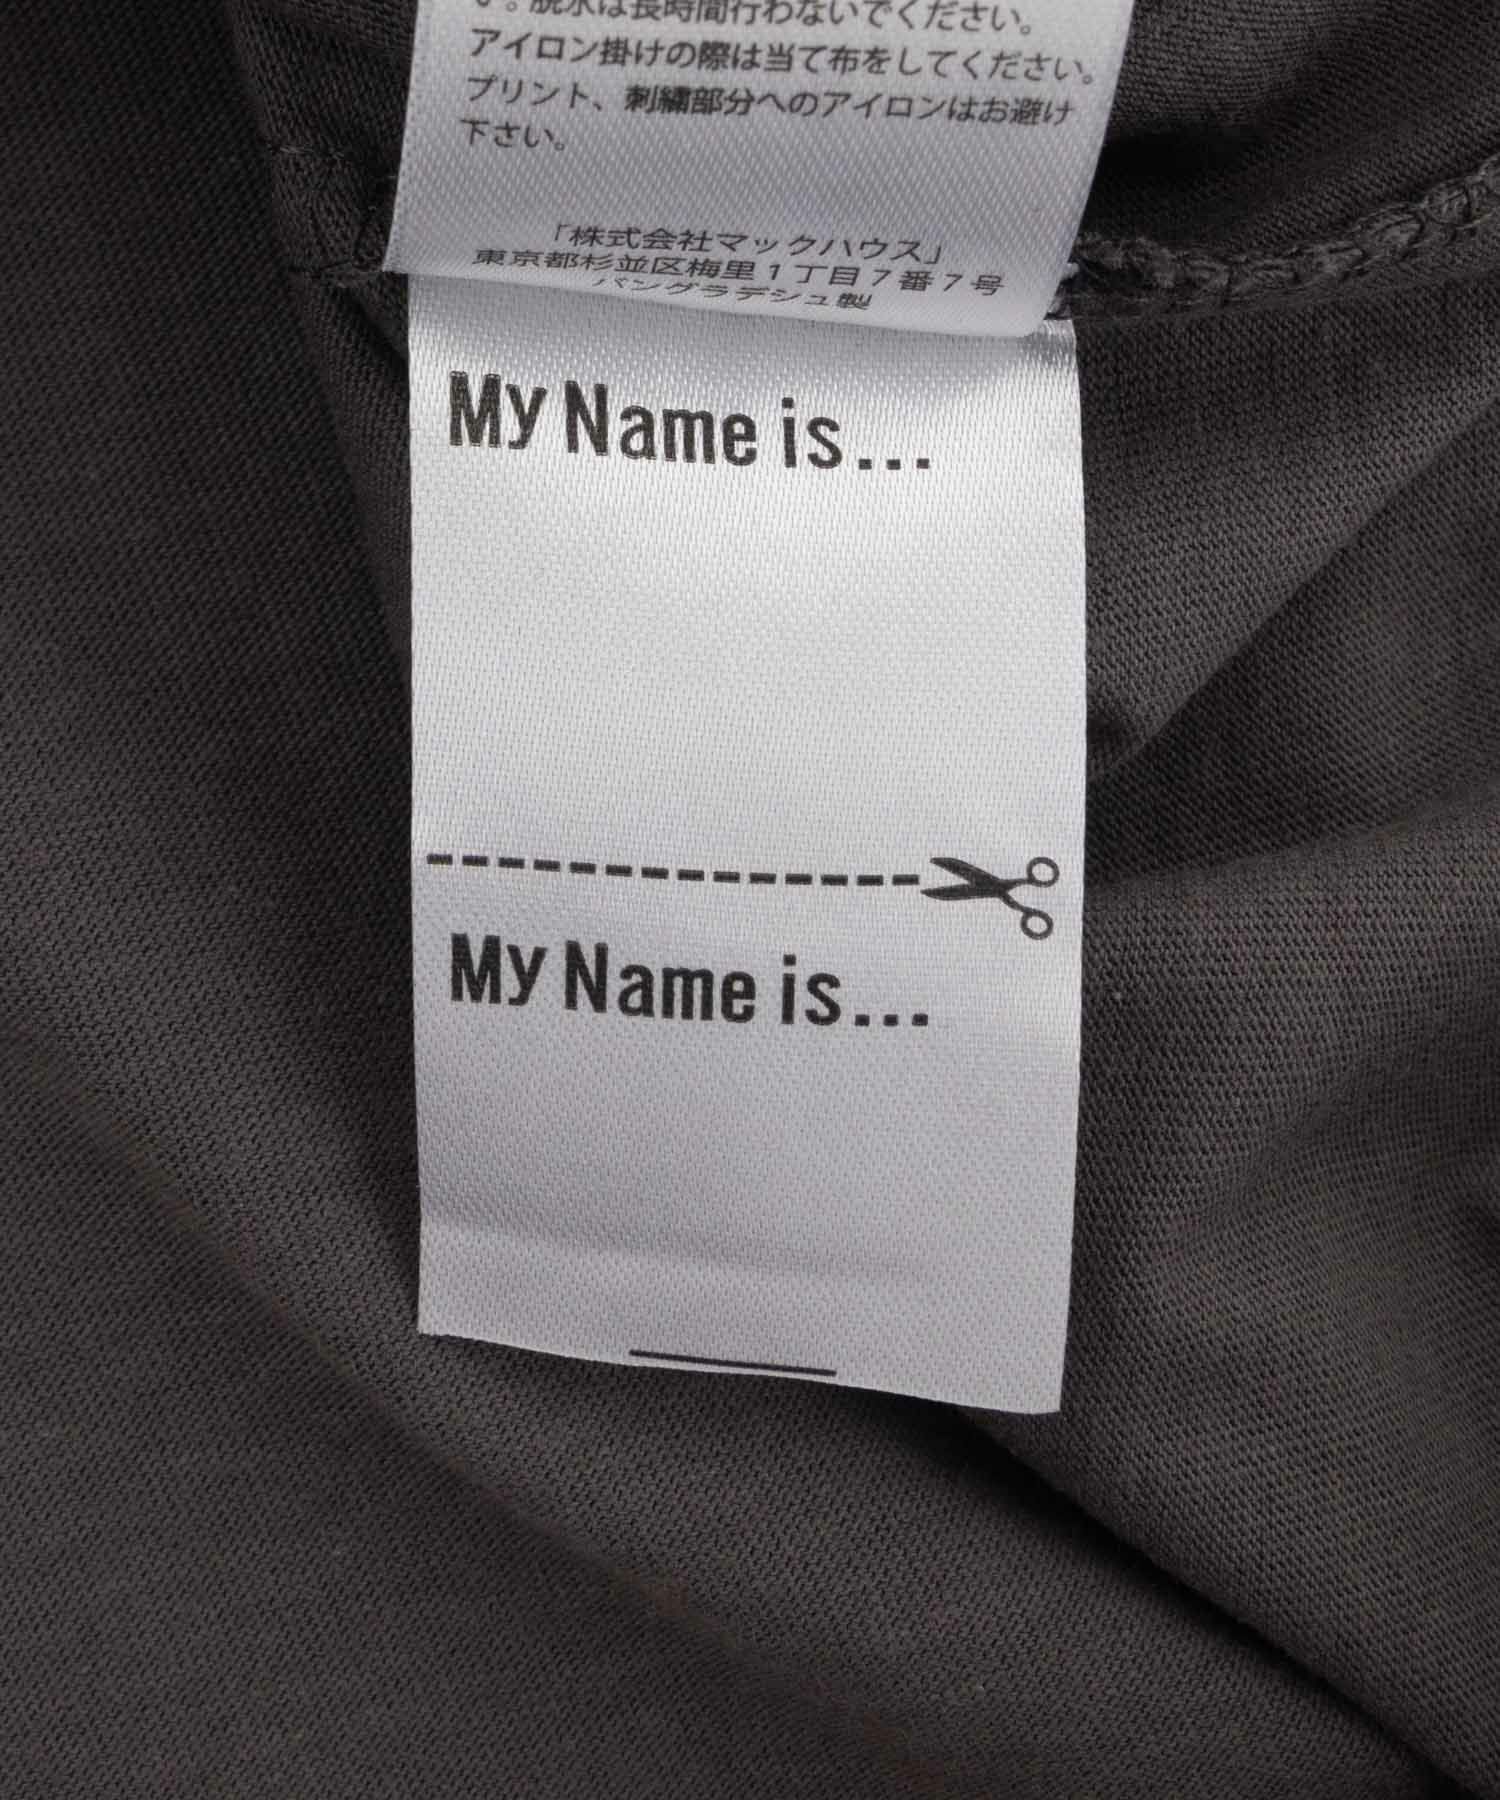 い。脱水は長時間行わないでください。
アイロン掛けの際は当て布をしてください。
プリント、刺繍部分へのアイロンはお避け
下さい。
「株式会社マックハウス」
東京都杉並区梅里1丁目7番7号
バングラデシュ製
My Name is...
My Name is...